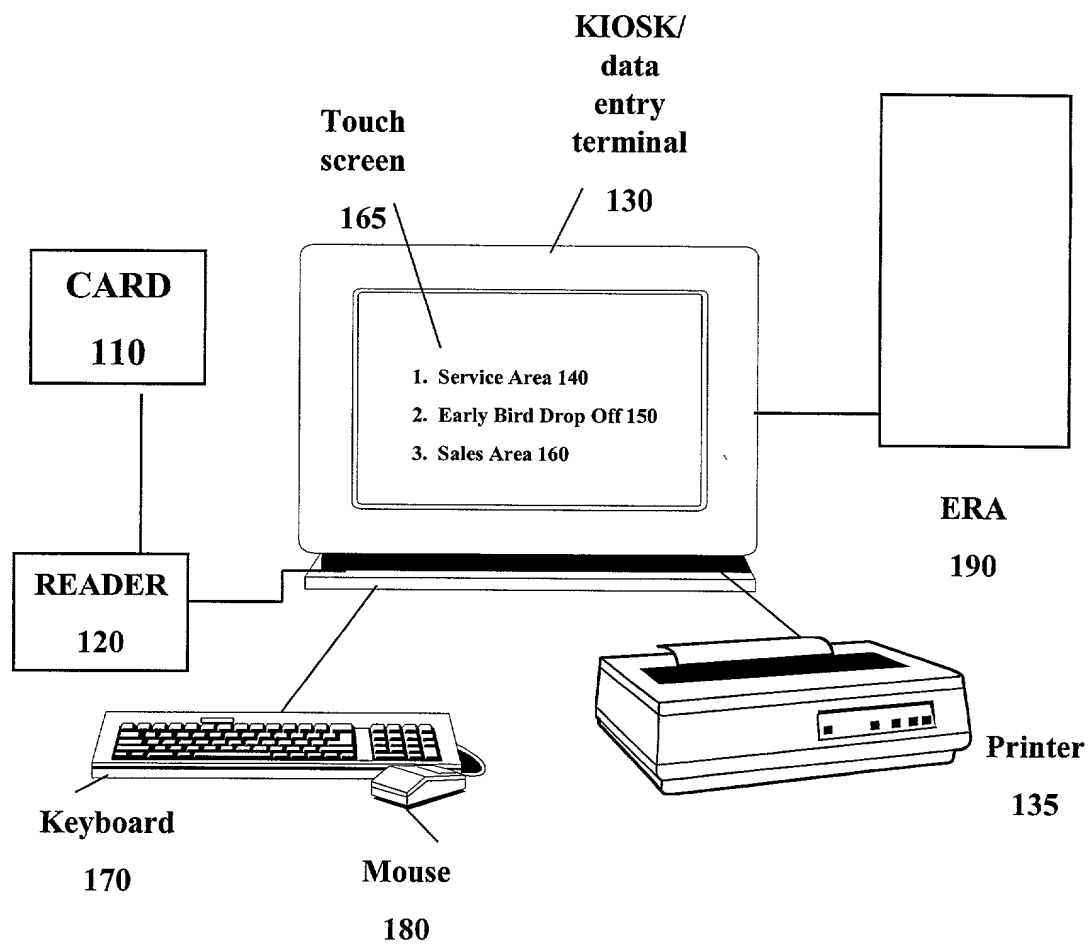 KIOSK/
data
entry
terminal
130
Touch
screen
165
CARD
110
1. Service Area 140
2. Early Bird Drop Off 150
3. Sales Area 160
ERA
190
READER
120
Printer
135
Keyboard
170
Mouse
180